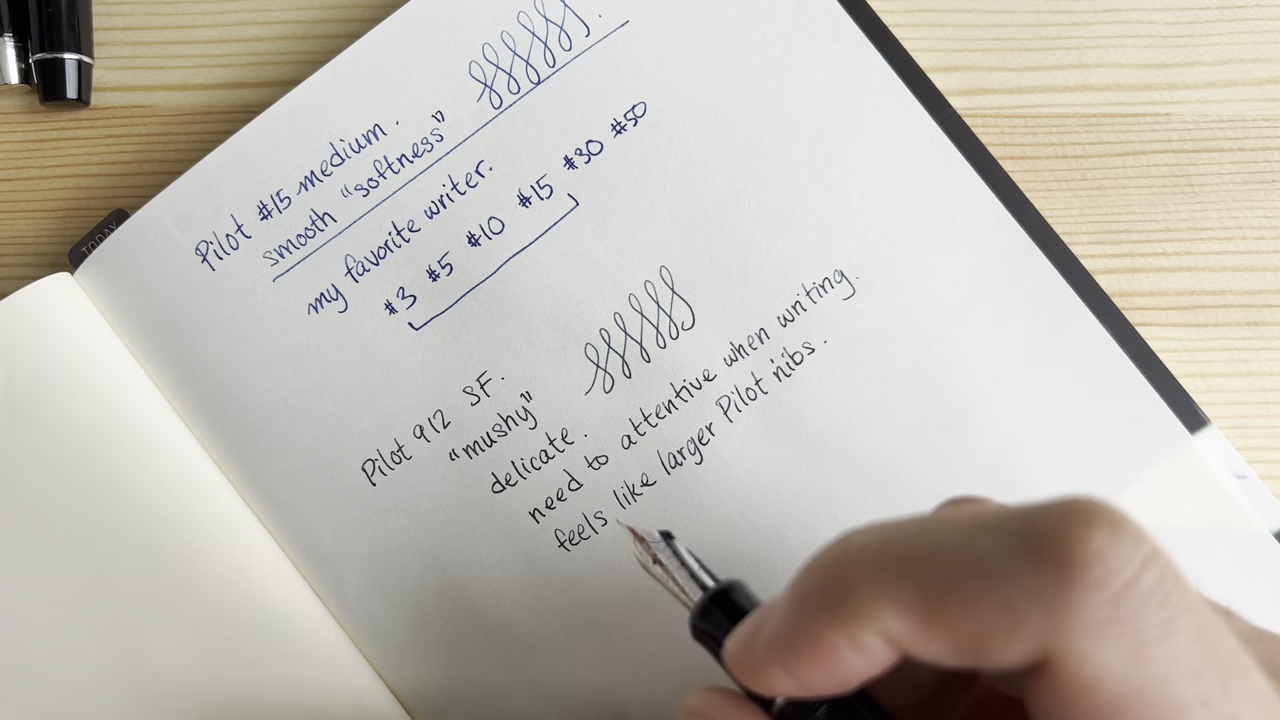 TODAY
Pilot #15 medium.
smooth "softness"
my favorite writer.
#3 #5 #10 #15 #30 #50
Pilot 912 SF.
"mushy"
delicate.
need to attentive when writing.
feels like larger Pilot nibs.